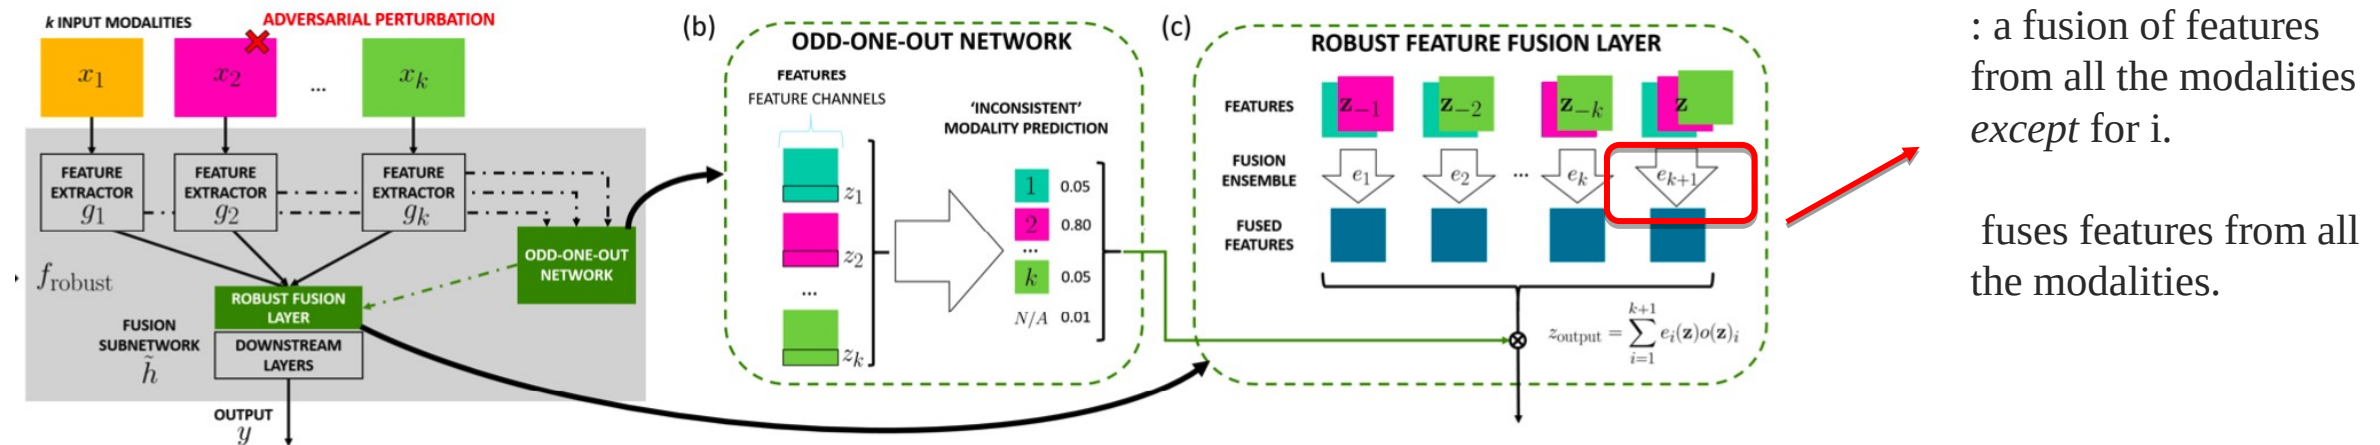 k INPUT MODALITIES
ADVERSARIAL PERTURBATION
x₁
x₂
...
xₖ
FEATURE EXTRACTOR g₁
FEATURE EXTRACTOR g₂
FEATURE EXTRACTOR gₖ
ODD-ONE-OUT NETWORK
f_robust
ROBUST FUSION LAYER
FUSION SUBNETWORK h̃
DOWNSTREAM LAYERS
OUTPUT
y
(b)
ODD-ONE-OUT NETWORK
FEATURES
FEATURE CHANNELS
'INCONSISTENT' MODALITY PREDICTION
z₁
z₂
...
zₖ
1 0.05
2 0.80
...
k 0.05
N/A 0.01
(c)
ROBUST FEATURE FUSION LAYER
FEATURES
z₋₁
z₋₂
z₋ₖ
z
FUSION ENSEMBLE
e₁
e₂
...
eₖ
eₖ₊₁
FUSED FEATURES
z_output = ∑_{i=1}^{k+1} e_i(z)o(z)_i
: a fusion of features
from all the modalities
except for i.
fuses features from all
the modalities.